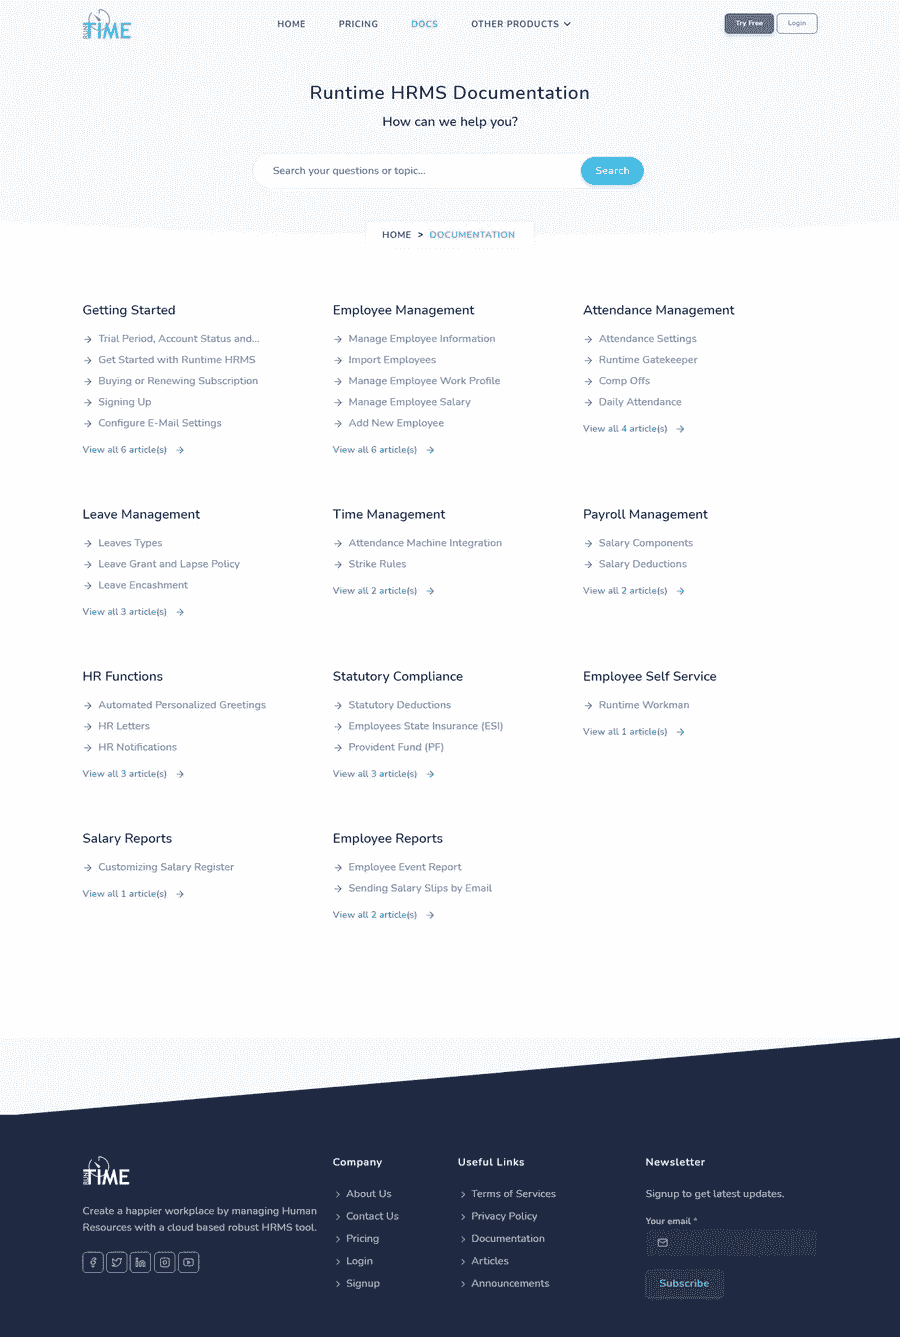 RUN TIME
HOME PRICING DOCS OTHER PRODUCTS
Try Free Login
Runtime HRMS Documentation
How can we help you?
Search your questions or topic...
Search
HOME > DOCUMENTATION
Getting Started
Trial Period, Account Status and...
Get Started with Runtime HRMS
Buying or Renewing Subscription
Signing Up
Configure E-Mail Settings
View all 6 article(s)
Employee Management
Manage Employee Information
Import Employees
Manage Employee Work Profile
Manage Employee Salary
Add New Employee
View all 6 article(s)
Attendance Management
Attendance Settings
Runtime Gatekeeper
Comp Offs
Daily Attendance
View all 4 article(s)
Leave Management
Leaves Types
Leave Grant and Lapse Policy
Leave Encashment
View all 3 article(s)
Time Management
Attendance Machine Integration
Strike Rules
View all 2 article(s)
Payroll Management
Salary Components
Salary Deductions
View all 2 article(s)
HR Functions
Automated Personalized Greetings
HR Letters
HR Notifications
View all 3 article(s)
Statutory Compliance
Statutory Deductions
Employees State Insurance (ESI)
Provident Fund (PF)
View all 3 article(s)
Employee Self Service
Runtime Workman
View all 1 article(s)
Salary Reports
Customizing Salary Register
View all 1 article(s)
Employee Reports
Employee Event Report
Sending Salary Slips by Email
View all 2 article(s)
RUN TIME
Create a happier workplace by managing Human
Resources with a cloud based robust HRMS tool.
Company
About Us
Contact Us
Pricing
Login
Signup
Useful Links
Terms of Services
Privacy Policy
Documentation
Articles
Announcements
Newsletter
Signup to get latest updates.
Your email *
Subscribe